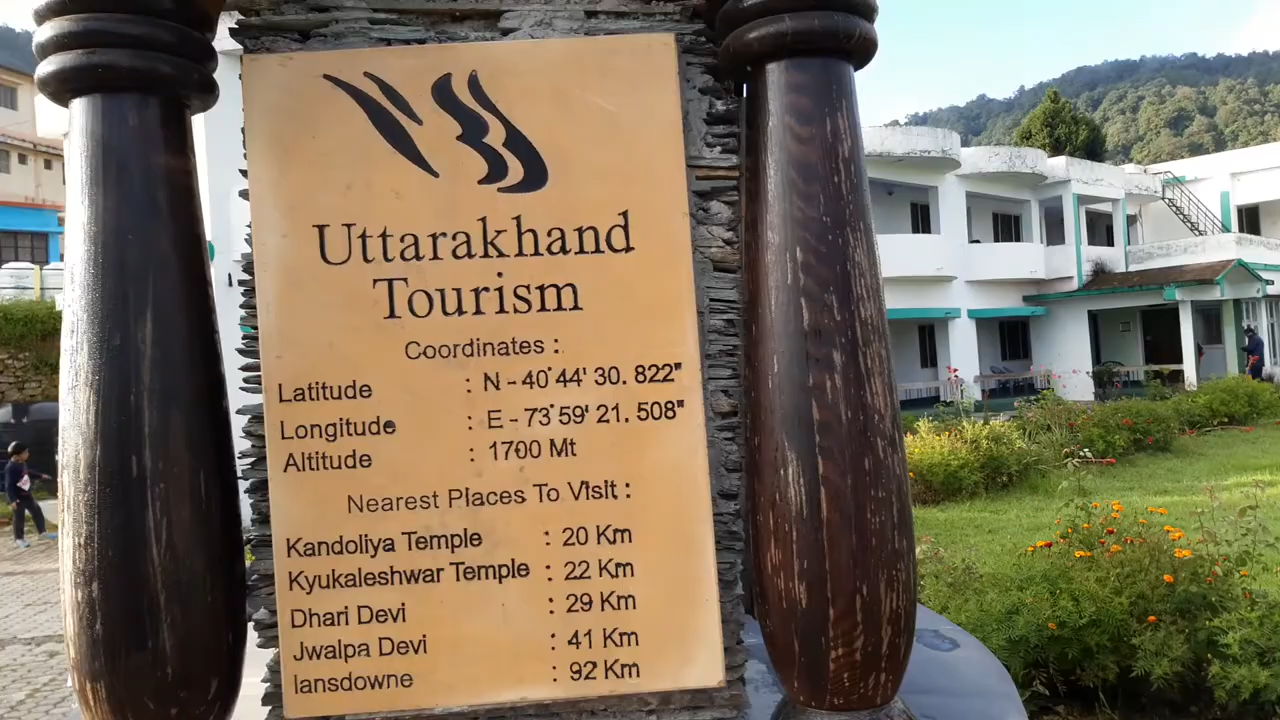 Uttarakhand
Tourism
Coordinates :
Latitude : N - 40° 44' 30. 822"
Longitude : E - 73° 59' 21. 508"
Altitude : 1700 Mt
Nearest Places To Visit :
Kandoliya Temple : 20 Km
Kyukaleshwar Temple : 22 Km
Dhari Devi : 29 Km
Jwalpa Devi : 41 Km
lansdowne : 92 Km